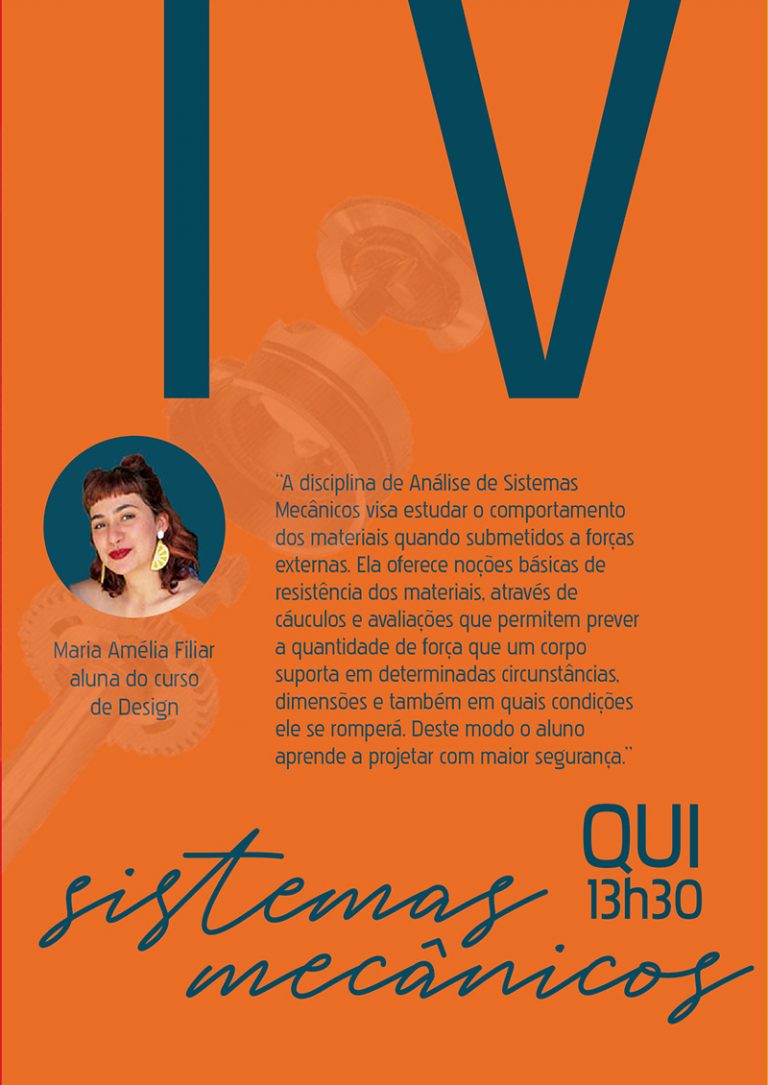 IV
"A disciplina de Análise de Sistemas
Mecânicos visa estudar o comportamento
dos materiais quando submetidos a forças
externas. Ela oferece noções básicas de
resistência dos materiais, através de
cáuculos e avaliações que permitem prever
a quantidade de força que um corpo
suporta em determinadas circunstâncias,
dimensões e também em quais condições
ele se romperá. Deste modo o aluno
aprende a projetar com maior segurança."
Maria Amélia Filiar
aluna do curso
de Design
QUI
13h30
sistemas
mecânicos